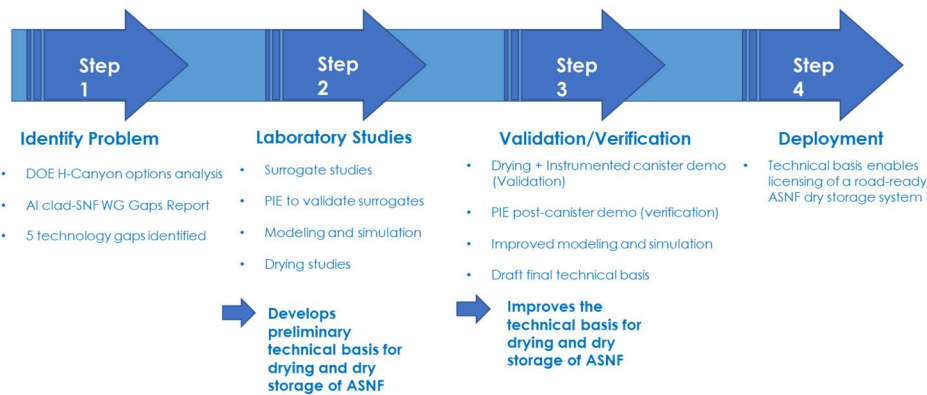 Step
1
Step
2
Step
3
Step
4
Identify Problem
• DOE H-Canyon options analysis
• Al clad-SNF WG Gaps Report
• 5 technology gaps identified
Laboratory Studies
• Surrogate studies
• PIE to validate surrogates
• Modeling and simulation
• Drying studies
Develops
preliminary
technical basis for
drying and dry
storage of ASNF
Validation/Verification
• Drying + Instrumented canister demo
(Validation)
• PIE post-canister demo (verification)
• Improved modeling and simulation
• Draft final technical basis
Improves the
technical basis for
drying and dry
storage of ASNF
Deployment
• Technical basis enables
licensing of a road-ready
ASNF dry storage system